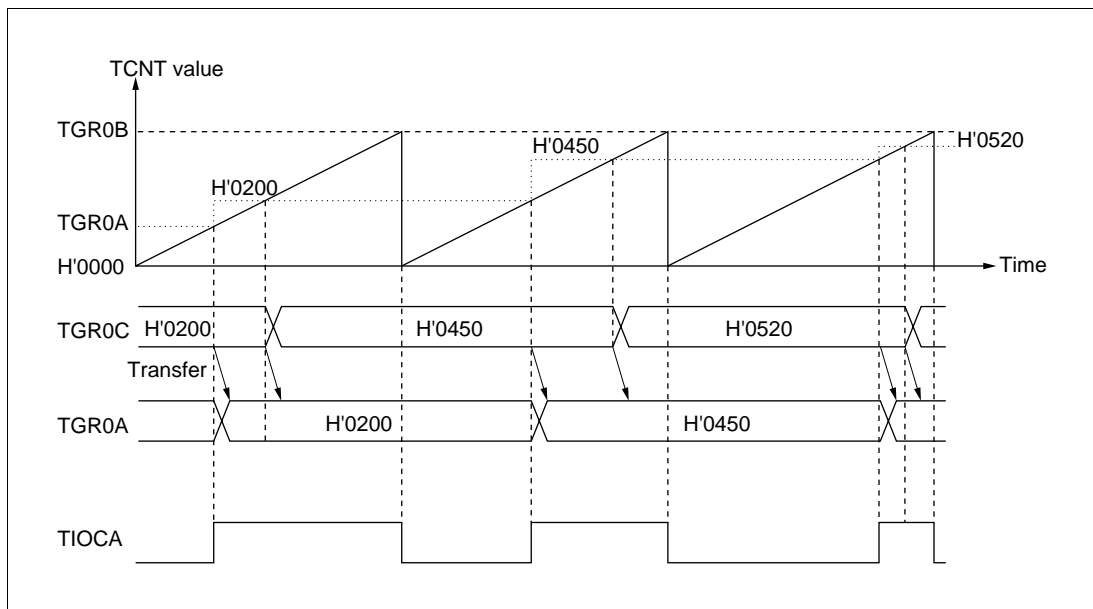 TCNT value
TGR0B
H'0520
H'0450
H'0200
TGR0A
H'0000
Time
TGR0C
H'0200
H'0450
H'0520
Transfer
TGR0A
H'0200
H'0450
TIOCA